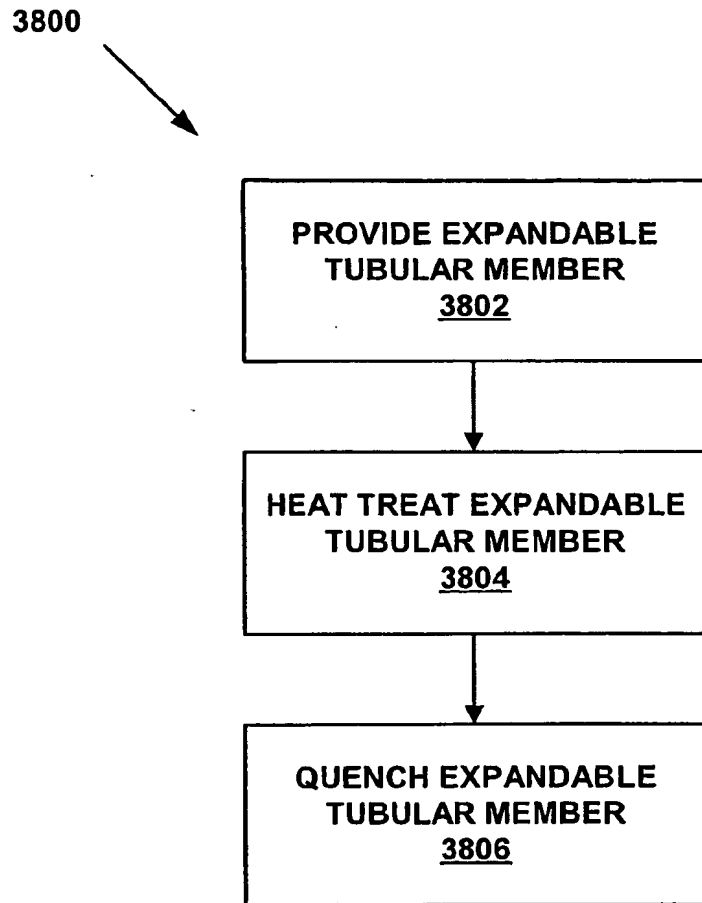 3800
PROVIDE EXPANDABLE
TUBULAR MEMBER
3802
HEAT TREAT EXPANDABLE
TUBULAR MEMBER
3804
QUENCH EXPANDABLE
TUBULAR MEMBER
3806